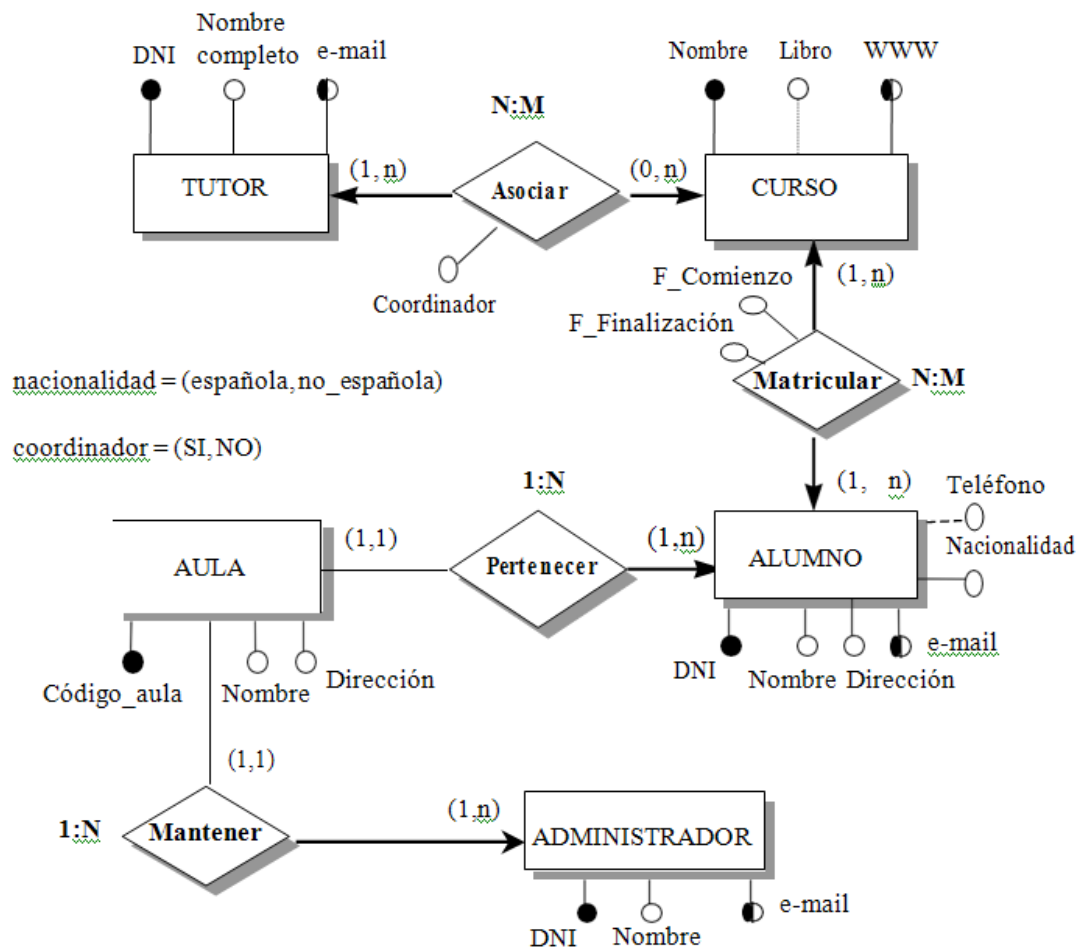 Nombre
completo
DNI
e-mail
Nombre
Libro
WWW
N:M
TUTOR
(1,n)
Asociar
(0,n)
CURSO
Coordinador
F_Comienzo
(1,n)
F_Finalización
nacionalidad = (española,no_española)
Matricular
N:M
coordinador = (SI,NO)
1:N
(1, n)
Teléfono
Nacionalidad
AULA
(1,1)
Pertenecer
(1,n)
ALUMNO
Código_aula
Nombre
Dirección
DNI
Nombre
Dirección
e-mail
(1,1)
1:N
Mantener
(1,n)
ADMINISTRADOR
DNI
Nombre
e-mail